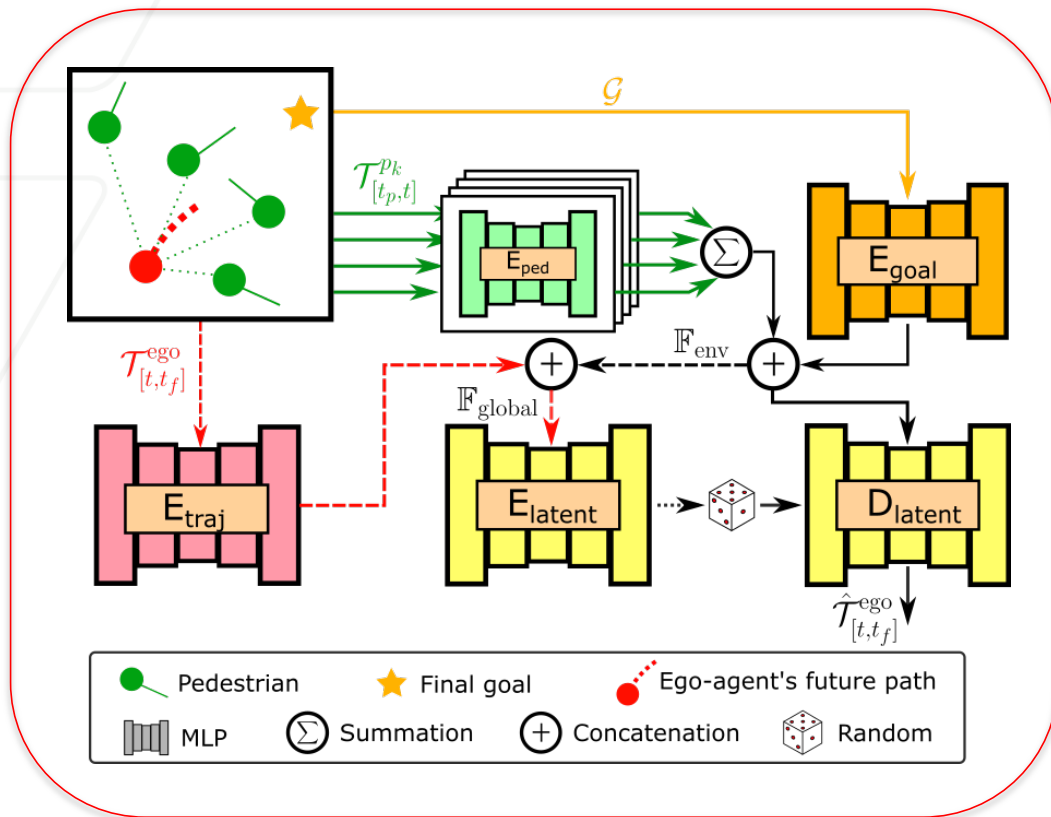 𝒢
𝒯^{p_k}_{[t_p,t]}
E_ped
Σ
E_goal
𝒯^{ego}_{[t,t_f]}
+
𝔽_env
+
𝔽_global
E_traj
E_latent
D_latent
𝒯̂^{ego}_{[t,t_f]}
Pedestrian
Final goal
Ego-agent's future path
MLP
Σ Summation
+ Concatenation
Random